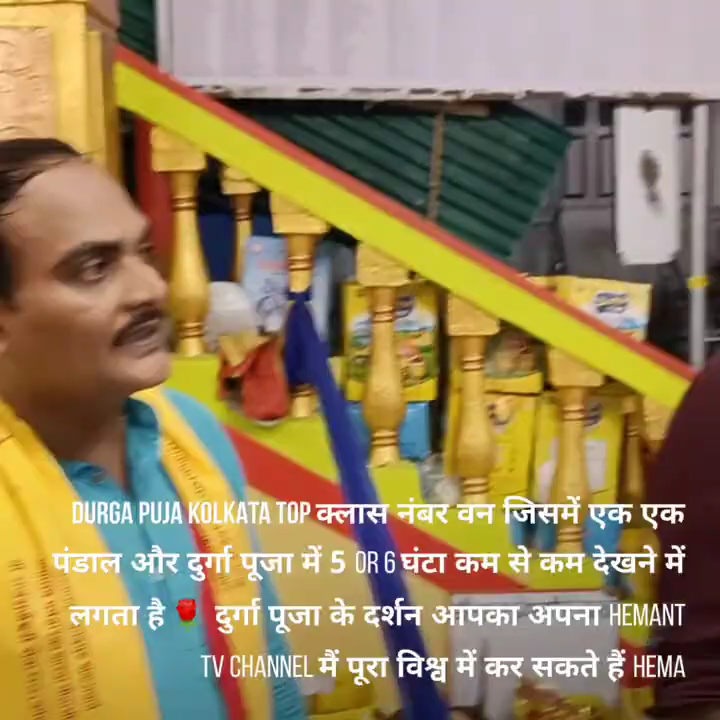 DURGA PUJA KOLKATA TOP क्लास नंबर वन जिसमें एक एक
पंडाल और दुर्गा पूजा में 5 OR 6 घंटा कम से कम देखने में
लगता है 🌹 दुर्गा पूजा के दर्शन आपका अपना HEMANT
TV CHANNEL मैं पूरा विश्व में कर सकते हैं HEMA